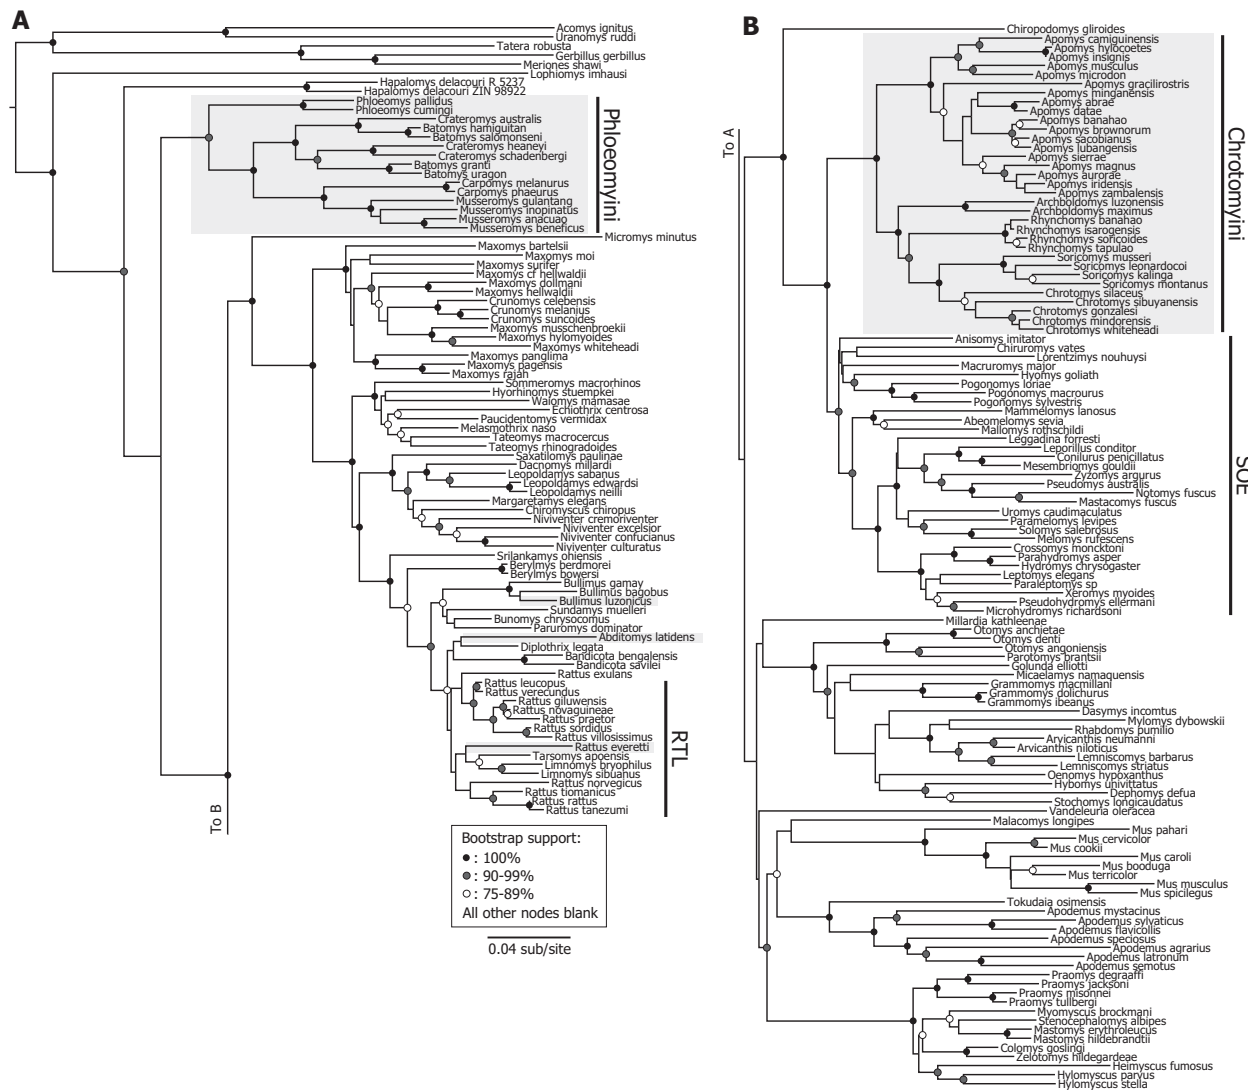 A
Acomys ignitus
Uranomys ruddi
Tatera robusta
Gerbillus gerbillus
Meriones shawi
Lophiomys imhausi
Hapalomys delacouri R 5237
Hapalomys delacouri ZIN 98922
Phloeomys pallidus
Phloeomys cumingi
Crateromys australis
Batomys hamiguitan
Batomys salomonseni
Crateromys heaneyi
Crateromys schadenbergi
Batomys granti
Batomys uragon
Carpomys melanurus
Carpomys phaeurus
Musseromys gulantang
Musseromys inopinatus
Musseromys anacuao
Musseromys beneficus
Phloeomyini
Micromys minutus
Maxomys bartelsii
Maxomys moi
Maxomys surifer
Maxomys cf hellwaldii
Maxomys dollmani
Maxomys hellwaldii
Crunomys celebensis
Crunomys melanius
Crunomys suncoides
Maxomys musschenbroekii
Maxomys hylomyoides
Maxomys whiteheadi
Maxomys panglima
Maxomys pagensis
Maxomys rajah
Sommeromys macrorhinos
Hyorhinomys stuempkei
Waiomys mamasae
Echiothrix centrosa
Paucidentomys vermidax
Melasmothrix naso
Tateomys macrocercus
Tateomys rhinogradoides
Saxatilomys paulinae
Dacnomys millardi
Leopoldamys sabanus
Leopoldamys edwardsi
Leopoldamys neilli
Margaretamys elegans
Chiromyscus chiropus
Niviventer cremoriventer
Niviventer excelsior
Niviventer confucianus
Niviventer culturatus
Srilankamys ohiensis
Berylmys berdmorei
Berylmys bowersi
Bullimus gamay
Bullimus bagobus
Bullimus luzonicus
Sundamys muelleri
Bunomys chrysocomus
Paruromys dominator
Abditomys latidens
Diplothrix legata
Bandicota bengalensis
Bandicota savilei
Rattus exulans
Rattus leucopus
Rattus verecundus
Rattus giluwensis
Rattus novaguineae
Rattus praetor
Rattus sordidus
Rattus villosissimus
Rattus everetti
Tarsomys apoensis
Limnomys bryophilus
Limnomys sibuanus
Rattus norvegicus
Rattus tiomanicus
Rattus rattus
Rattus tanezumi
RTL
To B
Bootstrap support:
: 100%
: 90-99%
: 75-89%
All other nodes blank
0.04 sub/site
B
To A
Chiropodomys gliroides
Apomys camiguinensis
Apomys hylocoetes
Apomys insignis
Apomys musculus
Apomys microdon
Apomys gracilirostris
Apomys minganensis
Apomys abrae
Apomys datae
Apomys banahao
Apomys brownorum
Apomys sacobianus
Apomys lubangensis
Apomys sierrae
Apomys magnus
Apomys aurorae
Apomys iridensis
Apomys zambalensis
Archboldomys luzonensis
Archboldomys maximus
Rhynchomys banahao
Rhynchomys isarogensis
Rhynchomys soricoides
Rhynchomys tapulao
Soricomys musseri
Soricomys leonardocoi
Soricomys kalinga
Soricomys montanus
Chrotomys silaceus
Chrotomys sibuyanensis
Chrotomys gonzalesi
Chrotomys mindorensis
Chrotomys whiteheadi
Chrotomyini
Anisomys imitator
Chiruromys vates
Lorentzimys nouhuysi
Macruromys major
Hyomys goliath
Pogonomys loriae
Pogonomys macrourus
Pogonomys sylvestris
Mammelomys lanosus
Abeomelomys sevia
Mallomys rothschildi
Leggadina forresti
Leporillus conditor
Conilurus penicillatus
Mesembriomys gouldii
Zyzomys argurus
Pseudomys australis
Notomys fuscus
Mastacomys fuscus
Uromys caudimaculatus
Paramelomys levipes
Solomys salebrosus
Melomys rufescens
Crossomys moncktoni
Parahydromys asper
Hydromys chrysogaster
Leptomys elegans
Paraleptomys sp
Xeromys myoides
Pseudohydromys ellermani
Microhydromys richardsoni
SOE
Millardia kathleenae
Otomys anchietae
Otomys denti
Otomys angoniensis
Parotomys brantsii
Golunda elliotti
Micaelamys namaquensis
Grammomys macmillani
Grammomys dolichurus
Grammomys ibeanus
Dasymys incomtus
Mylomys dybowskii
Rhabdomys pumilio
Arvicanthis neumanni
Arvicanthis niloticus
Lemniscomys barbarus
Lemniscomys striatus
Oenomys hypoxanthus
Hybomys univittatus
Dephomys defua
Stochomys longicaudatus
Vandeleuria oleracea
Malacomys longipes
Mus pahari
Mus cervicolor
Mus cookii
Mus caroli
Mus booduga
Mus terricolor
Mus musculus
Mus spicilegus
Tokudaia osimensis
Apodemus mystacinus
Apodemus sylvaticus
Apodemus flavicollis
Apodemus speciosus
Apodemus agrarius
Apodemus latronum
Apodemus semotus
Praomys degraaffi
Praomys jacksoni
Praomys misonnei
Praomys tullbergi
Myomyscus brockmani
Stenocephalomys albipes
Mastomys erythroleucus
Mastomys hildebrandtii
Colomys goslingi
Zelotomys hildegardeae
Heimyscus fumosus
Hylomyscus parvus
Hylomyscus stella